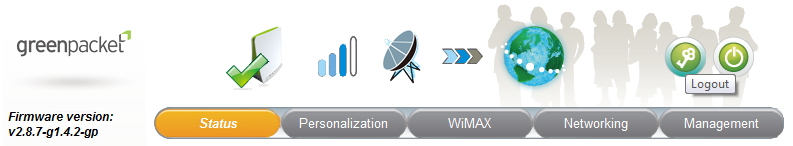 greenpacket
Logout
Firmware version:
v2.8.7-g1.4.2-gp
Status
Personalization
WiMAX
Networking
Management